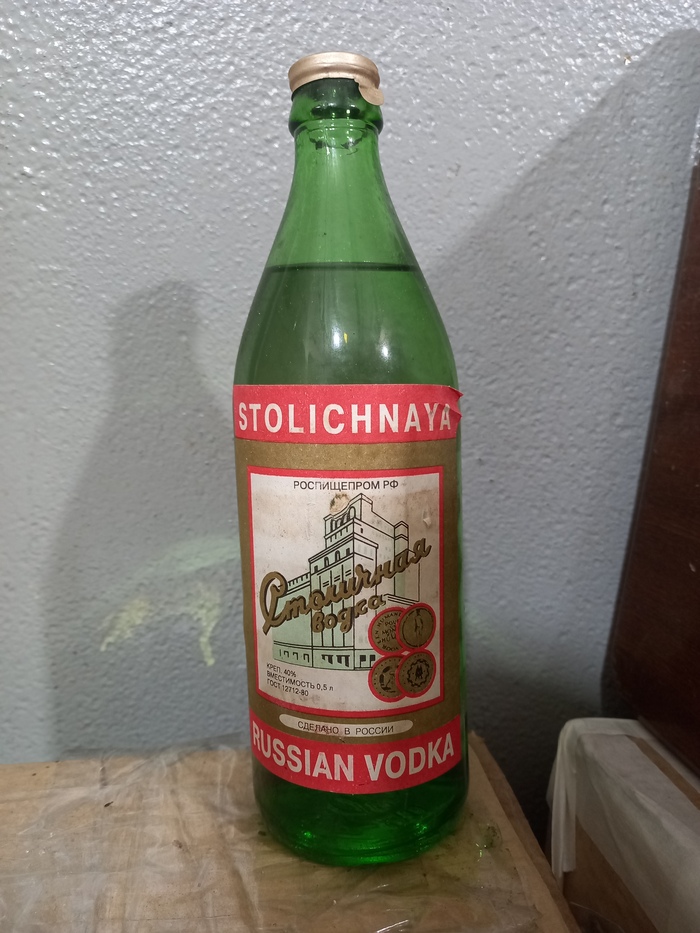 STOLICHNAYA
РОСПИЩЕПРОМ РФ
Столичная
водка
КРЕП. 40%
ВМЕСТИМОСТЬ 0,5 л
ГОСТ 12712-80
СДЕЛАНО В РОССИИ
RUSSIAN VODKA